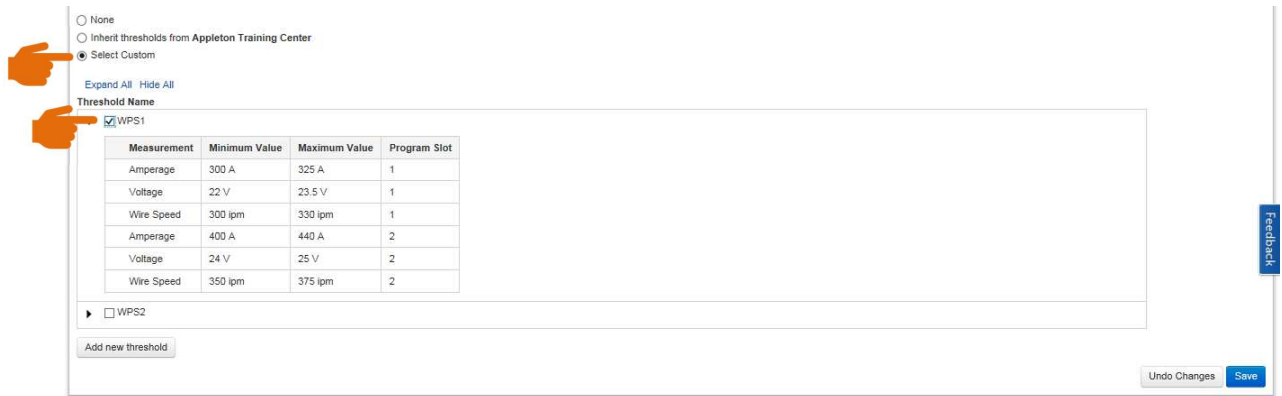 None
Inherit thresholds from Appleton Training Center
Select Custom
Expand All Hide All
Threshold Name
WPS1
Measurement Minimum Value Maximum Value Program Slot
Amperage 300 A 325 A 1
Voltage 22 V 23.5 V 1
Wire Speed 300 ipm 330 ipm 1
Amperage 400 A 440 A 2
Voltage 24 V 25 V 2
Wire Speed 350 ipm 375 ipm 2
WPS2
Add new threshold
Undo Changes Save
Feedback